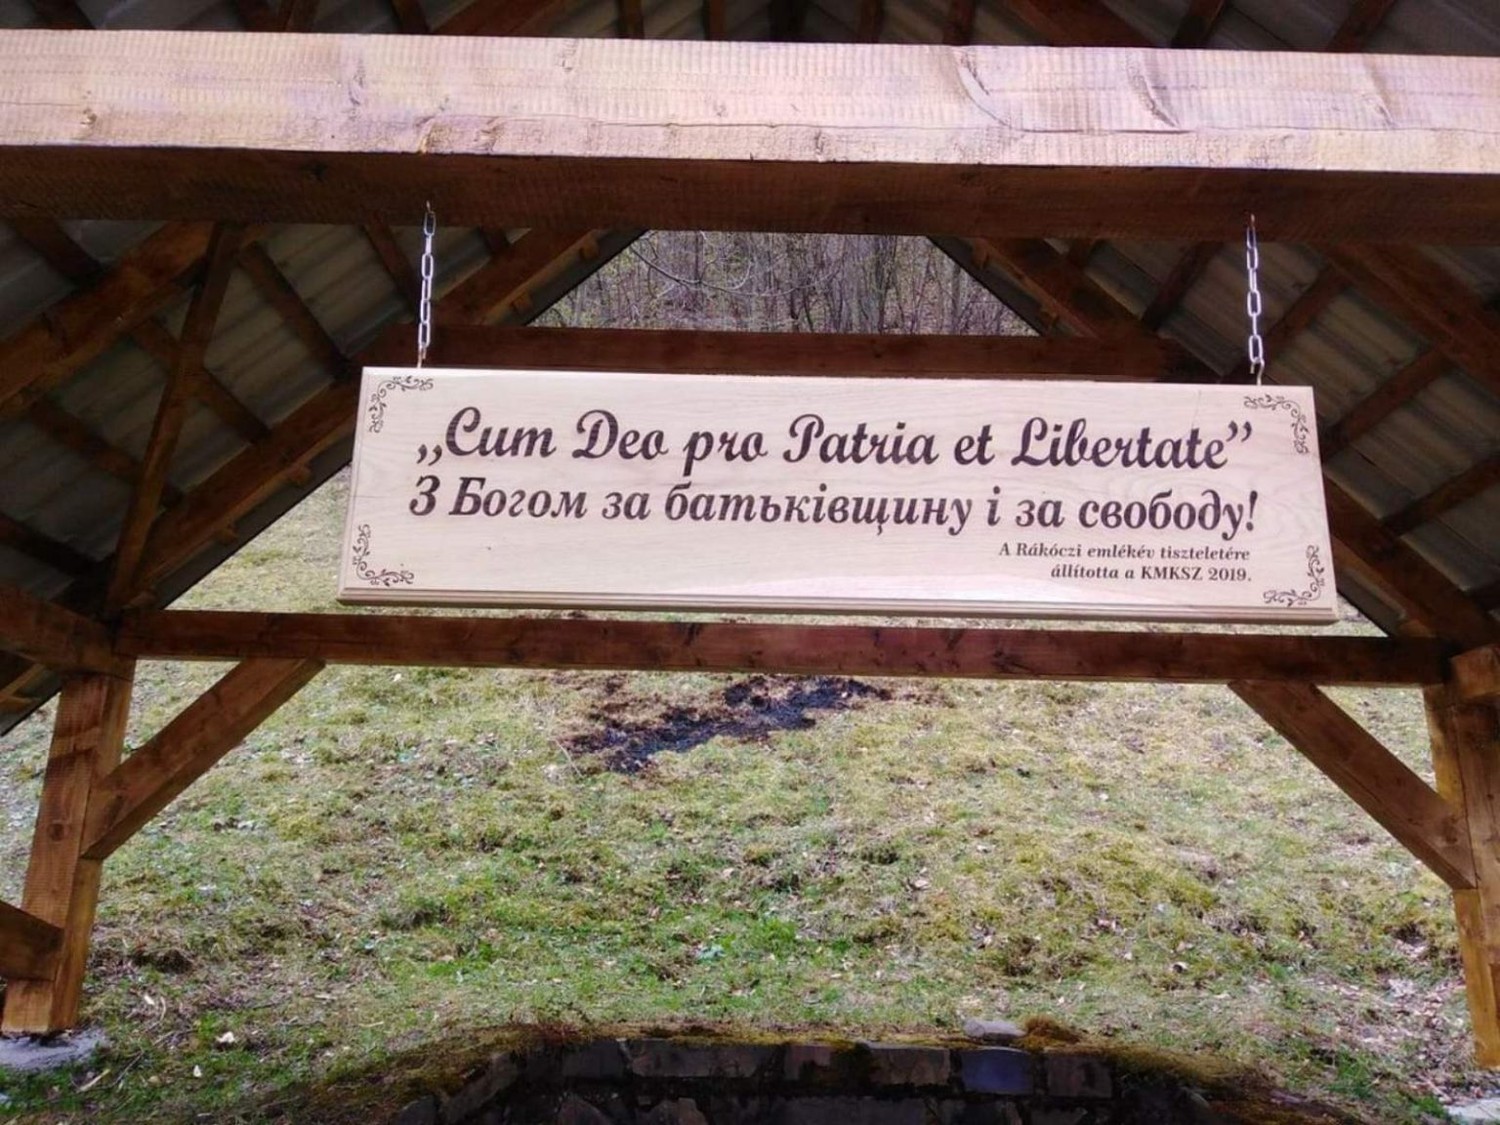 „Cum Deo pro Patria et Libertate”
З Богом за батьківщину і за свободу!
A Rákóczi emlékév tiszteletére
állította a KMKSZ 2019.